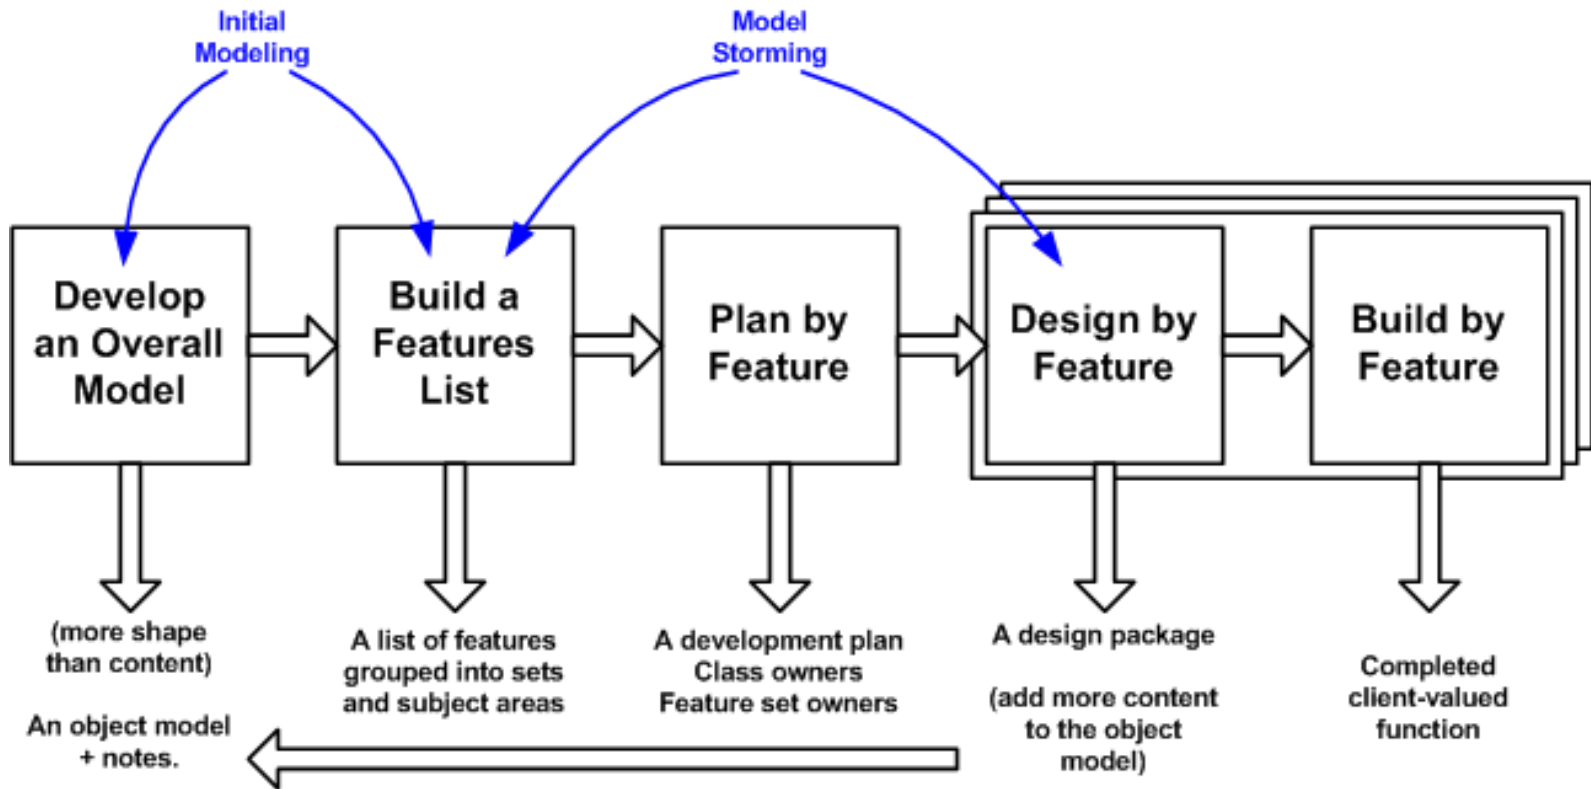 Initial
Modeling
Model
Storming
Develop
an Overall
Model
Build a
Features
List
Plan by
Feature
Design by
Feature
Build by
Feature
(more shape
than content)
An object model
+ notes.
A list of features
grouped into sets
and subject areas
A development plan
Class owners
Feature set owners
A design package
(add more content
to the object
model)
Completed
client-valued
function